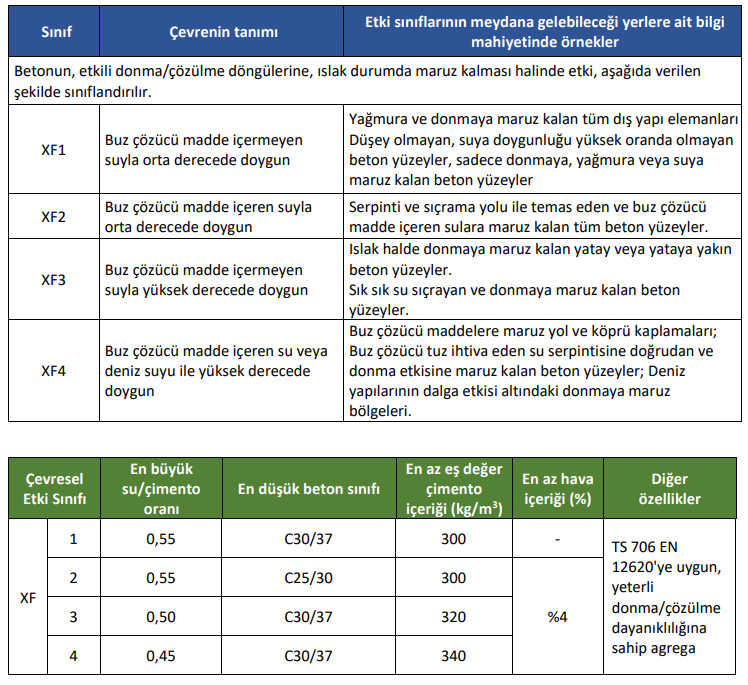 Sınıf
Çevrenin tanımı
Etki sınıflarının meydana gelebileceği yerlere ait bilgi
mahiyetinde örnekler
Betonun, etkili donma/çözülme döngülerine, ıslak durumda maruz kalması halinde etki, aşağıda verilen
şekilde sınıflandırılır.
XF1
Buz çözücü madde içermeyen
suyla orta derecede doygun
Yağmura ve donmaya maruz kalan tüm dış yapı elemanları
Düşey olmayan, suya doygunluğu yüksek oranda olmayan
beton yüzeyler, sadece donmaya, yağmura veya suya
maruz kalan beton yüzeyler
XF2
Buz çözücü madde içeren suyla
orta derecede doygun
Serpinti ve sıçrama yolu ile temas eden ve buz çözücü
madde içeren sulara maruz kalan tüm beton yüzeyler.
XF3
Buz çözücü madde içermeyen
suyla yüksek derecede doygun
Islak halde donmaya maruz kalan yatay veya yataya yakın
beton yüzeyler.
Sık sık su sıçrayan ve donmaya maruz kalan beton
yüzeyler.
XF4
Buz çözücü madde içeren su veya
deniz suyu ile yüksek derecede
doygun
Buz çözücü maddelere maruz yol ve köprü kaplamaları;
Buz çözücü tuz ihtiva eden su serpintisine doğrudan ve
donma etkisine maruz kalan beton yüzeyler; Deniz
yapılarının dalga etkisi altındaki donmaya maruz
bölgeleri.
Çevresel
Etki Sınıfı
En büyük
su/çimento
oranı
En düşük beton sınıfı
En az eş değer
çimento
içeriği (kg/m³)
En az hava
içeriği (%)
Diğer
özellikler
XF
1
0,55
C30/37
300
-
2
0,55
C25/30
300
3
0,50
C30/37
320
4
0,45
C30/37
340
%4
TS 706 EN
12620'ye uygun,
yeterli
donma/çözülme
dayanıklılığına
sahip agrega